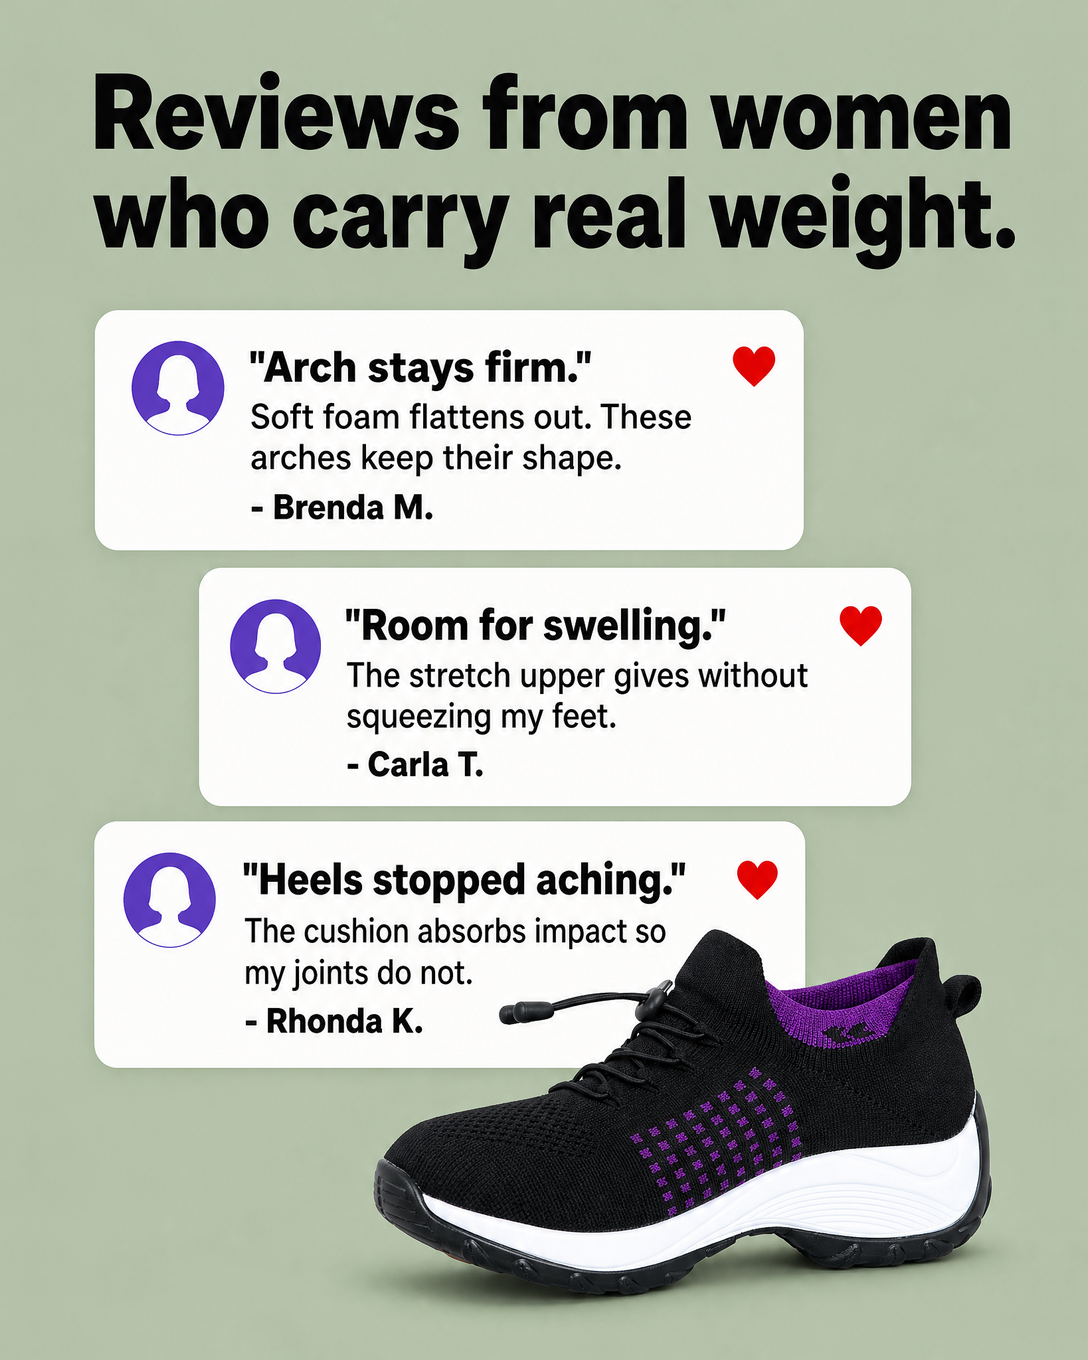 Reviews from women
who carry real weight.
"Arch stays firm."
Soft foam flattens out. These
arches keep their shape.
- Brenda M.
"Room for swelling."
The stretch upper gives without
squeezing my feet.
- Carla T.
"Heels stopped aching."
The cushion absorbs impact so
my joints do not.
- Rhonda K.